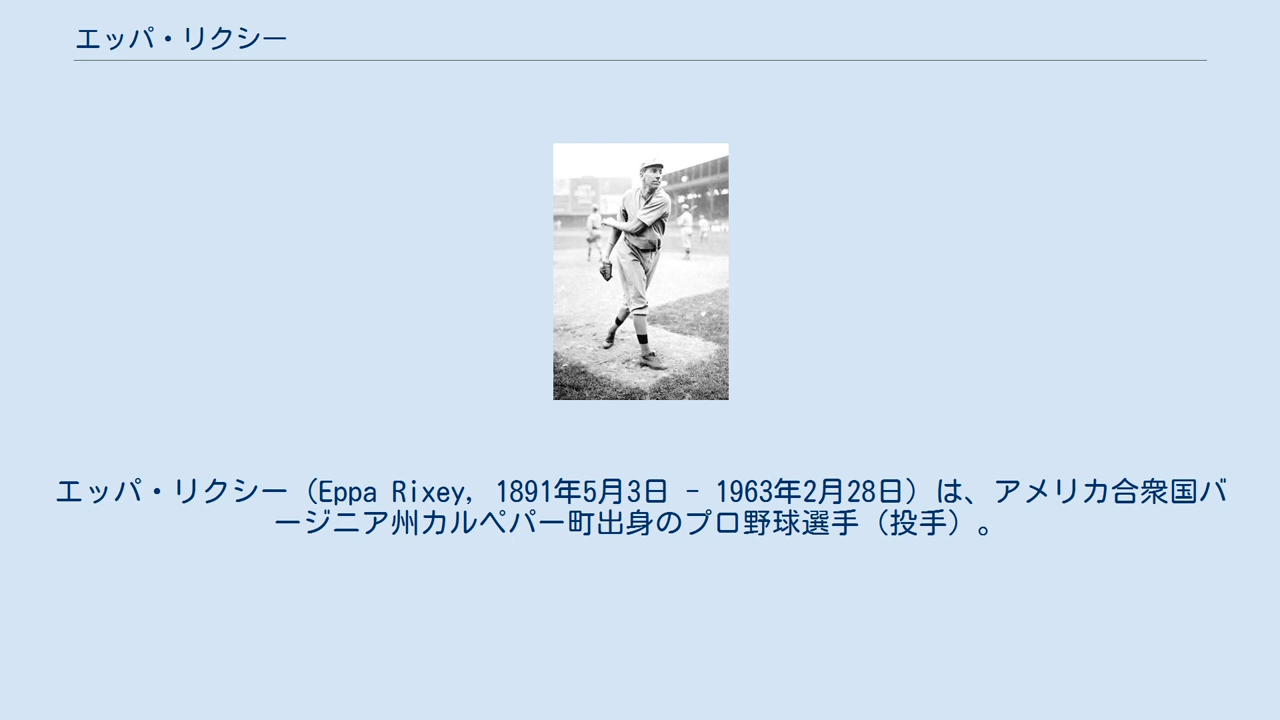 エッパ・リクシー
エッパ・リクシー（Eppa Rixey, 1891年5月3日 - 1963年2月28日）は、アメリカ合衆国バ
ージニア州カルペパー町出身のプロ野球選手（投手）。